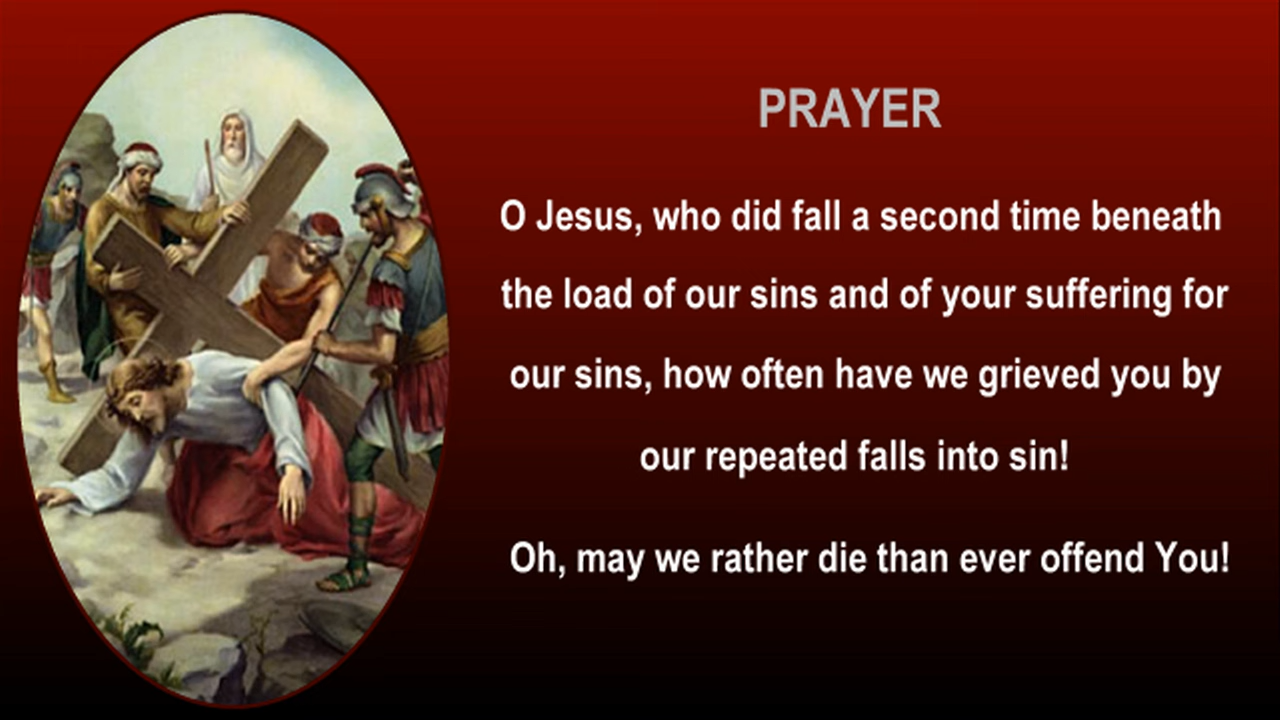 PRAYER
O Jesus, who did fall a second time beneath
the load of our sins and of your suffering for
our sins, how often have we grieved you by
our repeated falls into sin!
Oh, may we rather die than ever offend You!